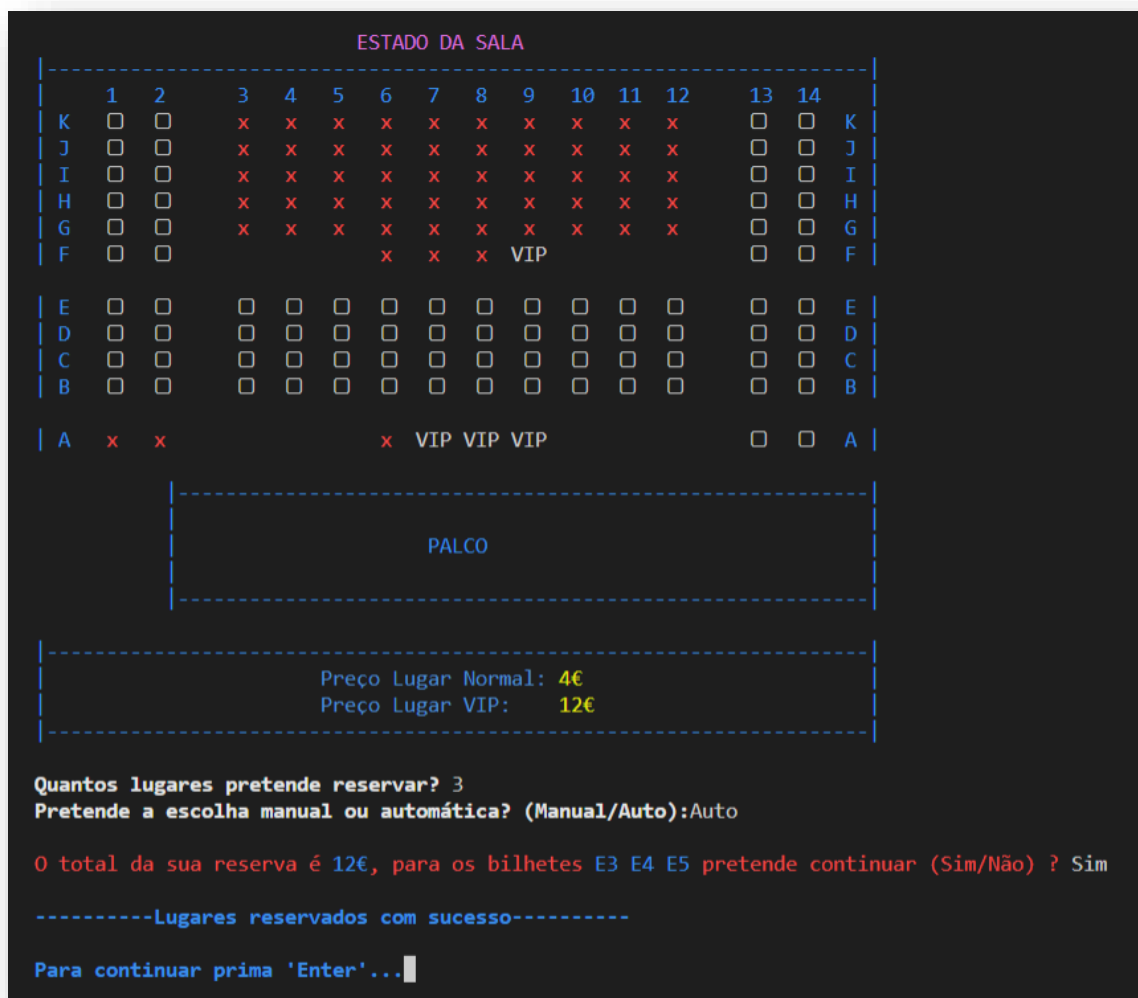 ESTADO DA SALA
|----------------------------------------------------------------------|
| 1 2 3 4 5 6 7 8 9 10 11 12 13 14 |
| K ▢ ▢ x x x x x x x x x x ▢ ▢ K |
| J ▢ ▢ x x x x x x x x x x ▢ ▢ J |
| I ▢ ▢ x x x x x x x x x x ▢ ▢ I |
| H ▢ ▢ x x x x x x x x x x ▢ ▢ H |
| G ▢ ▢ x x x x x x x x x x ▢ ▢ G |
| F ▢ ▢ x x x VIP ▢ ▢ F |
| E ▢ ▢ ▢ ▢ ▢ ▢ ▢ ▢ ▢ ▢ ▢ ▢ ▢ ▢ E |
| D ▢ ▢ ▢ ▢ ▢ ▢ ▢ ▢ ▢ ▢ ▢ ▢ ▢ ▢ D |
| C ▢ ▢ ▢ ▢ ▢ ▢ ▢ ▢ ▢ ▢ ▢ ▢ ▢ ▢ C |
| B ▢ ▢ ▢ ▢ ▢ ▢ ▢ ▢ ▢ ▢ ▢ ▢ ▢ ▢ B |
| A x x x VIP VIP VIP ▢ ▢ A |
|----------------------------------------------------------|
PALCO
|----------------------------------------------------------|
|----------------------------------------------------------------------|
| Preço Lugar Normal: 4€ |
| Preço Lugar VIP: 12€ |
|----------------------------------------------------------------------|
Quantos lugares pretende reservar? 3
Pretende a escolha manual ou automática? (Manual/Auto):Auto
O total da sua reserva é 12€, para os bilhetes E3 E4 E5 pretende continuar (Sim/Não) ? Sim
----------Lugares reservados com sucesso----------
Para continuar prima 'Enter'...